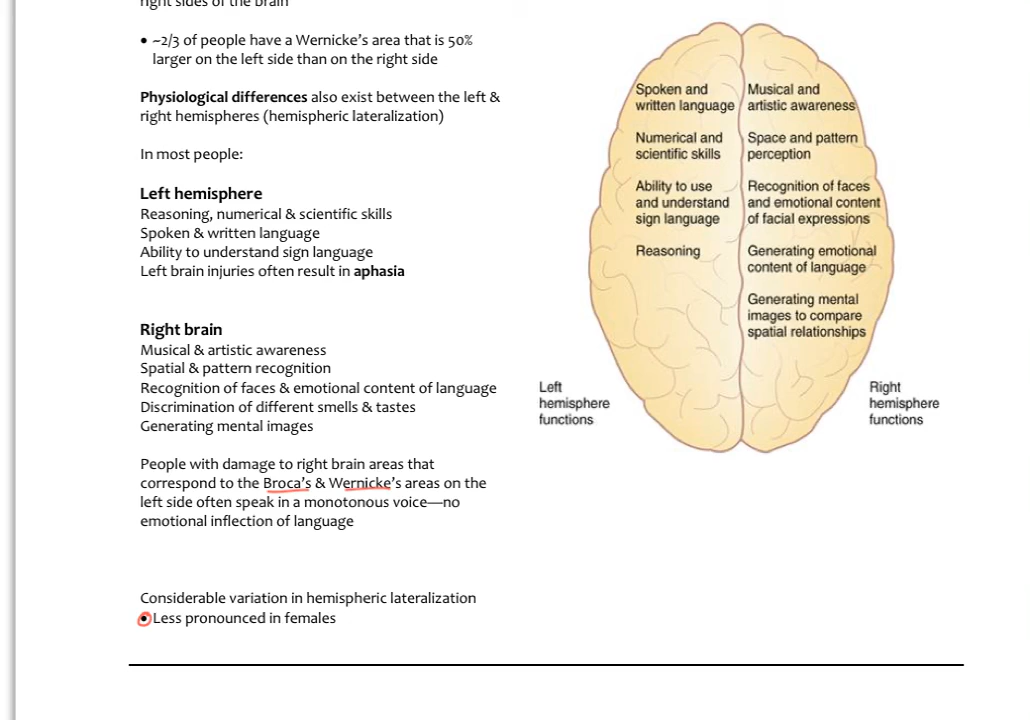 right sides of the brain
• ~2/3 of people have a Wernicke's area that is 50%
larger on the left side than on the right side
Physiological differences also exist between the left &
right hemispheres (hemispheric lateralization)
In most people:
Left hemisphere
Reasoning, numerical & scientific skills
Spoken & written language
Ability to understand sign language
Left brain injuries often result in aphasia
Right brain
Musical & artistic awareness
Spatial & pattern recognition
Recognition of faces & emotional content of language
Discrimination of different smells & tastes
Generating mental images
People with damage to right brain areas that
correspond to the Broca's & Wernicke's areas on the
left side often speak in a monotonous voice—no
emotional inflection of language
Considerable variation in hemispheric lateralization
•Less pronounced in females
Spoken and
written language
Numerical and
scientific skills
Ability to use
and understand
sign language
Reasoning
Musical and
artistic awareness
Space and pattern
perception
Recognition of faces
and emotional content
of facial expressions
Generating emotional
content of language
Generating mental
images to compare
spatial relationships
Left
hemisphere
functions
Right
hemisphere
functions